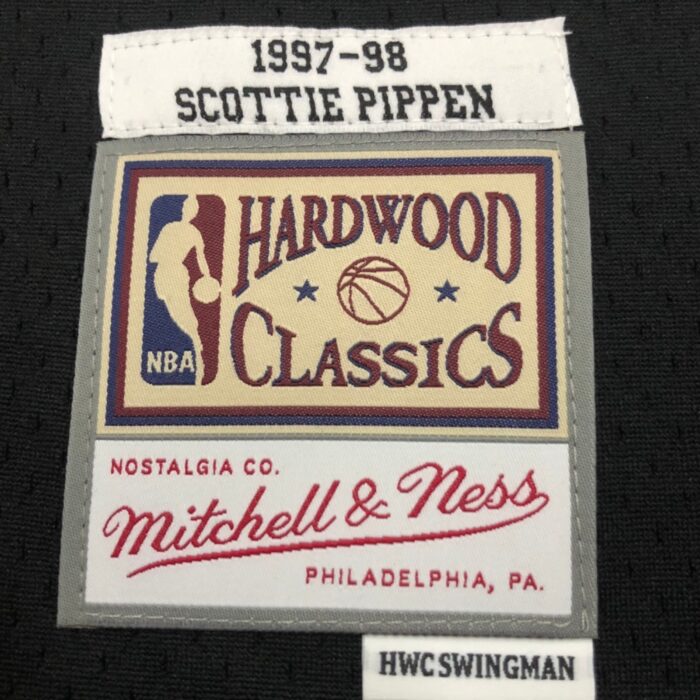 1997-98
SCOTTIE PIPPEN
HARDWOOD
CLASSICS
NBA
NOSTALGIA CO.
Mitchell & Ness
PHILADELPHIA, PA.
HWC SWINGMAN